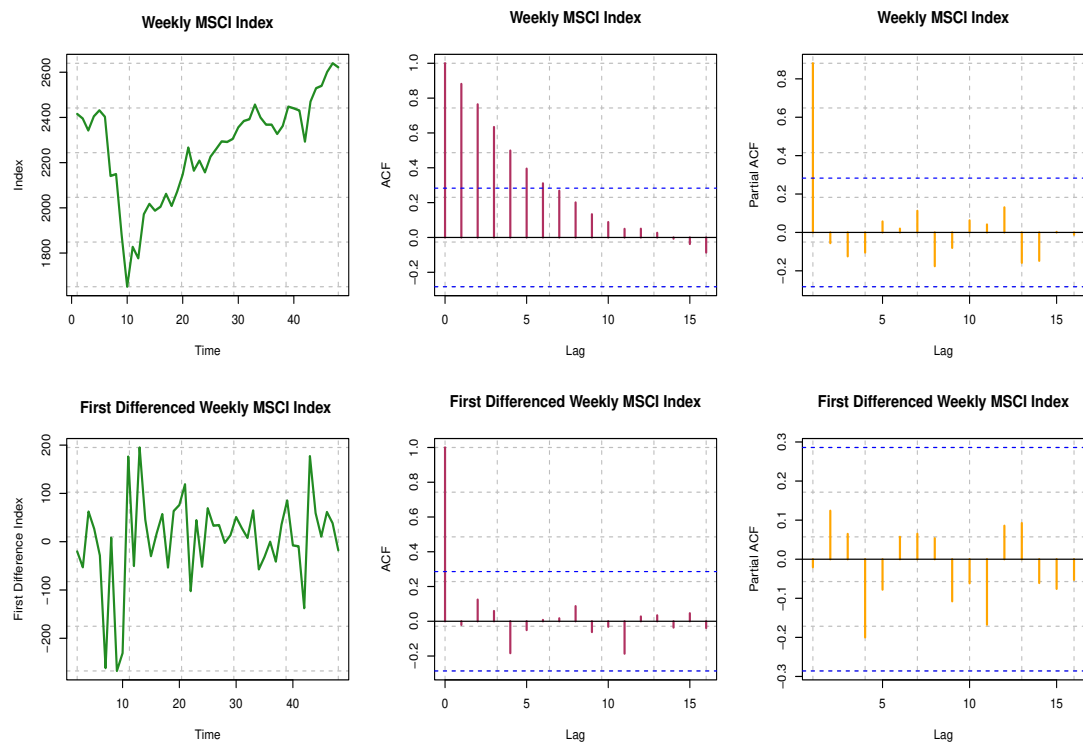 Weekly MSCI Index
Index
1800 2000 2200 2400 2600
0 10 20 30 40
Time
Weekly MSCI Index
ACF
−0.2 0.0 0.2 0.4 0.6 0.8 1.0
0 5 10 15
Lag
Weekly MSCI Index
Partial ACF
−0.2 0.0 0.2 0.4 0.6 0.8
5 10 15
Lag
First Differenced Weekly MSCI Index
First Difference Index
−200 −100 0 100 200
10 20 30 40
Time
First Differenced Weekly MSCI Index
ACF
−0.2 0.0 0.2 0.4 0.6 0.8 1.0
0 5 10 15
Lag
First Differenced Weekly MSCI Index
Partial ACF
−0.3 −0.2 −0.1 0.0 0.1 0.2 0.3
5 10 15
Lag